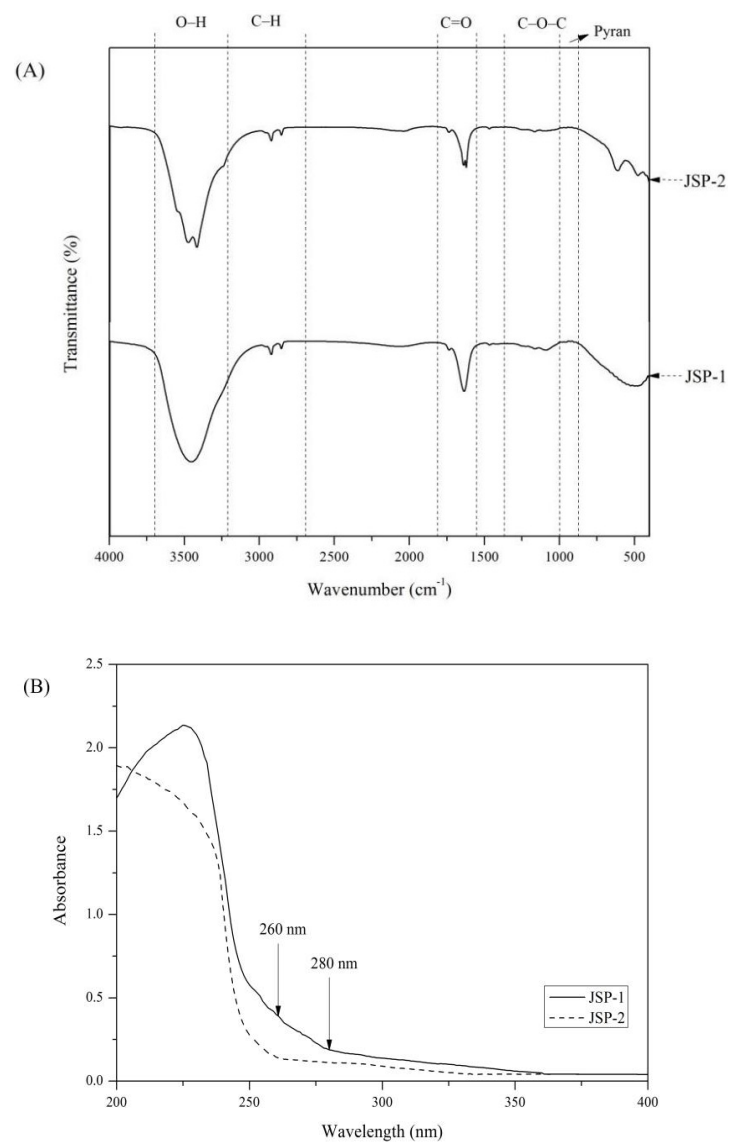 O–H C–H C=O C–O–C Pyran
(A)
JSP-2
JSP-1
Transmittance (%)
4000 3500 3000 2500 2000 1500 1000 500
Wavenumber (cm⁻¹)
(B)
2.5
2.0
1.5
1.0
0.5
0.0
Absorbance
260 nm
280 nm
JSP-1
JSP-2
200 250 300 350 400
Wavelength (nm)